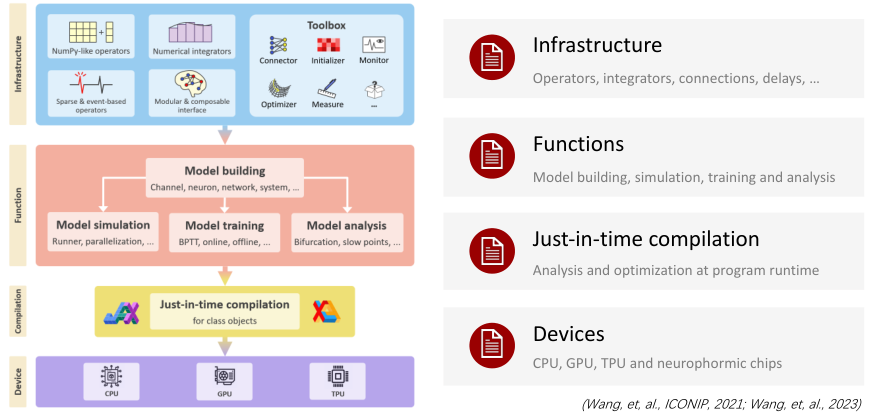 Infrastructure
NumPy-like operators
Numerical integrators
Sparse & event-based
operators
Modular & composable
interface
Toolbox
Connector
Initializer
Monitor
Optimizer
Measure
...
Function
Model building
Channel, neuron, network, system, ...
Model simulation
Runner, parallelization, ...
Model training
BPTT, online, offline, ...
Model analysis
Bifurcation, slow points, ...
Compilation
Just-in-time compilation
for class objects
Device
CPU
GPU
TPU
Infrastructure
Operators, integrators, connections, delays, ...
Functions
Model building, simulation, training and analysis
Just-in-time compilation
Analysis and optimization at program runtime
Devices
CPU, GPU, TPU and neurophormic chips
(Wang, et, al., ICONIP, 2021; Wang, et, al., 2023)